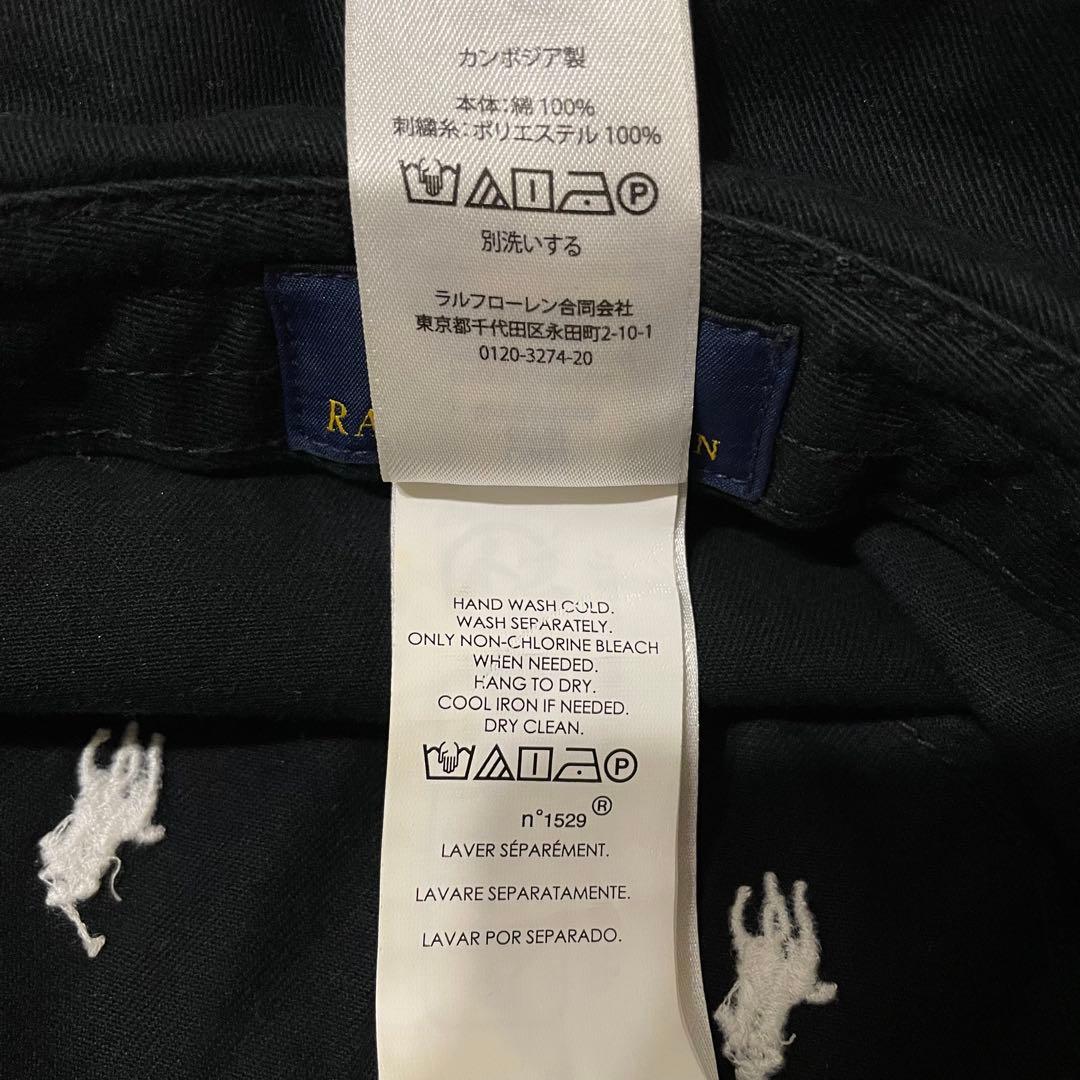 カンボジア製
本体：綿 100%
刺繍糸：ポリエステル 100%
P
別洗いする
ラルフローレン合同会社
東京都千代田区永田町2-10-1
0120-3274-20
RA
N
HAND WASH COLD.
WASH SEPARATELY.
ONLY NON-CHLORINE BLEACH
WHEN NEEDED.
HANG TO DRY.
COOL IRON IF NEEDED.
DRY CLEAN.
P
n°1529 ®
LAVER SÉPARÉMENT.
LAVARE SEPARATAMENTE.
LAVAR POR SEPARADO.